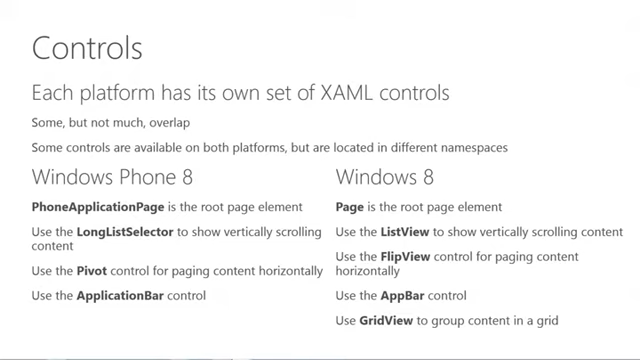 Controls
Each platform has its own set of XAML controls
Some, but not much, overlap
Some controls are available on both platforms, but are located in different namespaces
Windows Phone 8
PhoneApplicationPage is the root page element
Use the LongListSelector to show vertically scrolling
content
Use the Pivot control for paging content horizontally
Use the ApplicationBar control
Windows 8
Page is the root page element
Use the ListView to show vertically scrolling content
Use the FlipView control for paging content
horizontally
Use the AppBar control
Use GridView to group content in a grid